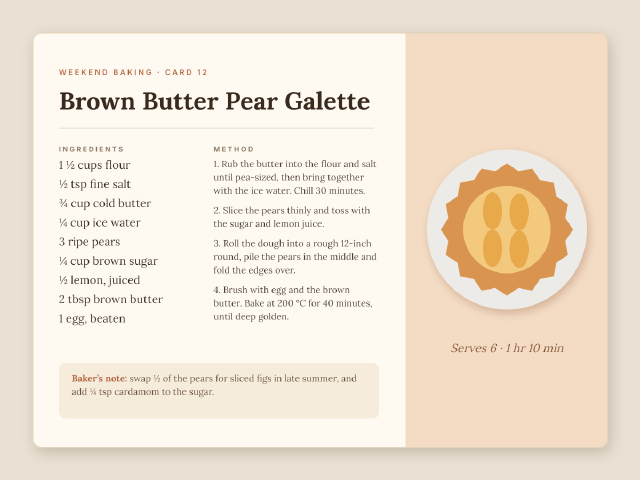 WEEKEND BAKING · CARD 12
Brown Butter Pear Galette
INGREDIENTS
1 ½ cups flour
½ tsp fine salt
¾ cup cold butter
¼ cup ice water
3 ripe pears
¼ cup brown sugar
½ lemon, juiced
2 tbsp brown butter
1 egg, beaten
METHOD
1. Rub the butter into the flour and salt
until pea-sized, then bring together
with the ice water. Chill 30 minutes.
2. Slice the pears thinly and toss with
the sugar and lemon juice.
3. Roll the dough into a rough 12-inch
round, pile the pears in the middle and
fold the edges over.
4. Brush with egg and the brown
butter. Bake at 200 °C for 40 minutes,
until deep golden.
Baker's note: swap ½ of the pears for sliced figs in late summer, and
add ¼ tsp cardamom to the sugar.
Serves 6 · 1 hr 10 min